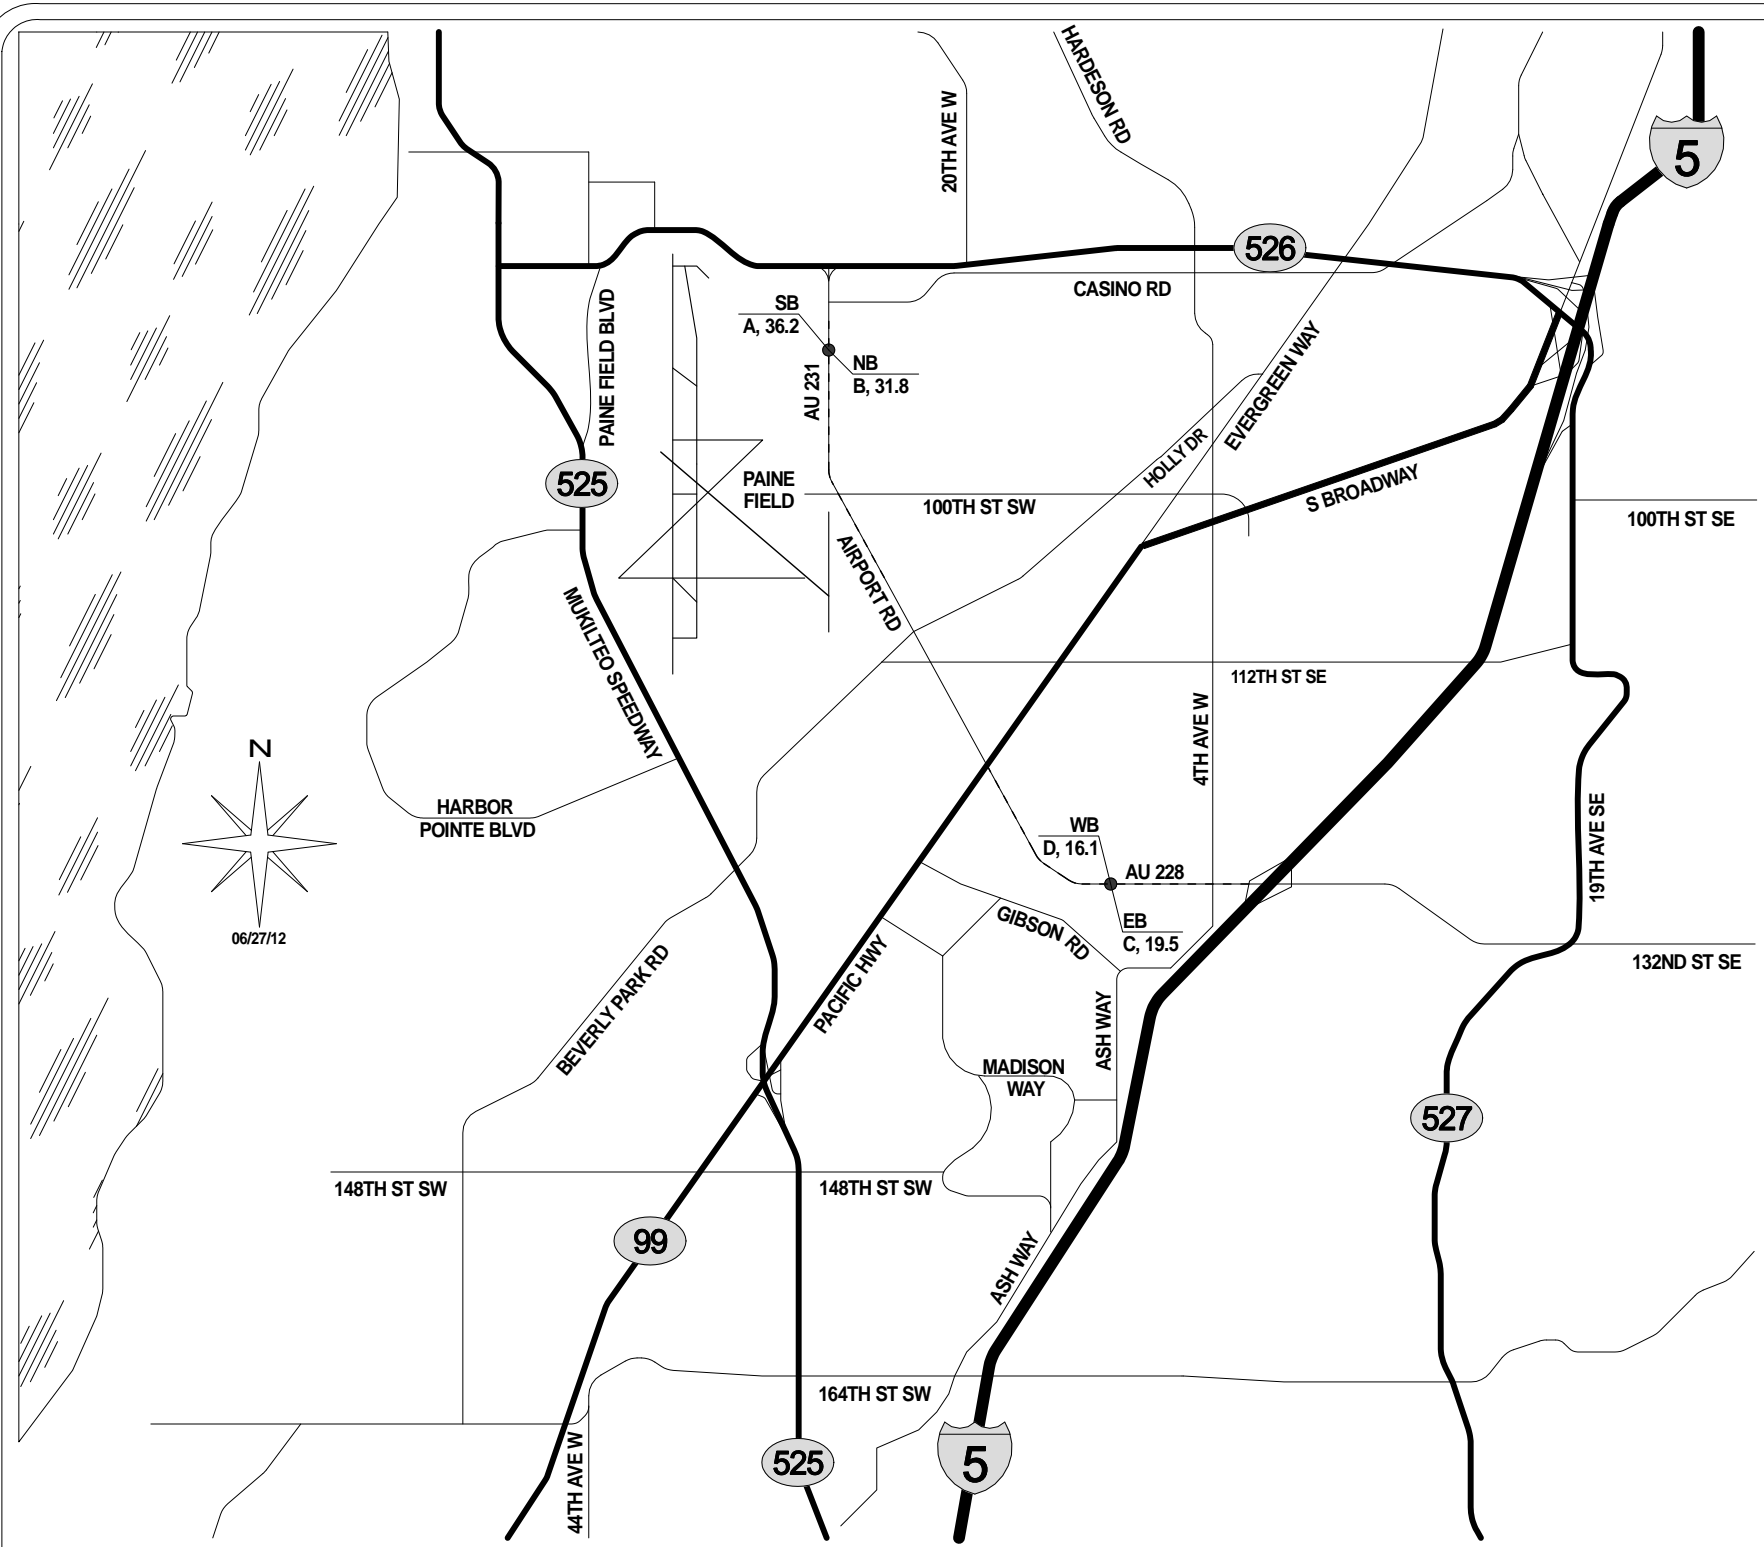 HARDESON RD
20TH AVE W
5
526
CASINO RD
SB
A, 36.2
NB
B, 31.8
AU 231
PAINE FIELD BLVD
EVERGREEN WAY
HOLLY DR
525
PAINE
FIELD
100TH ST SW
S BROADWAY
100TH ST SE
AIRPORT RD
MUKILTEO SPEEDWAY
112TH ST SE
4TH AVE W
N
HARBOR
POINTE BLVD
WB
D, 16.1
AU 228
EB
C, 19.5
19TH AVE SE
06/27/12
GIBSON RD
132ND ST SE
PACIFIC HWY
BEVERLY PARK RD
ASH WAY
MADISON
WAY
527
148TH ST SW
148TH ST SW
99
ASH WAY
164TH ST SW
44TH AVE W
525
5